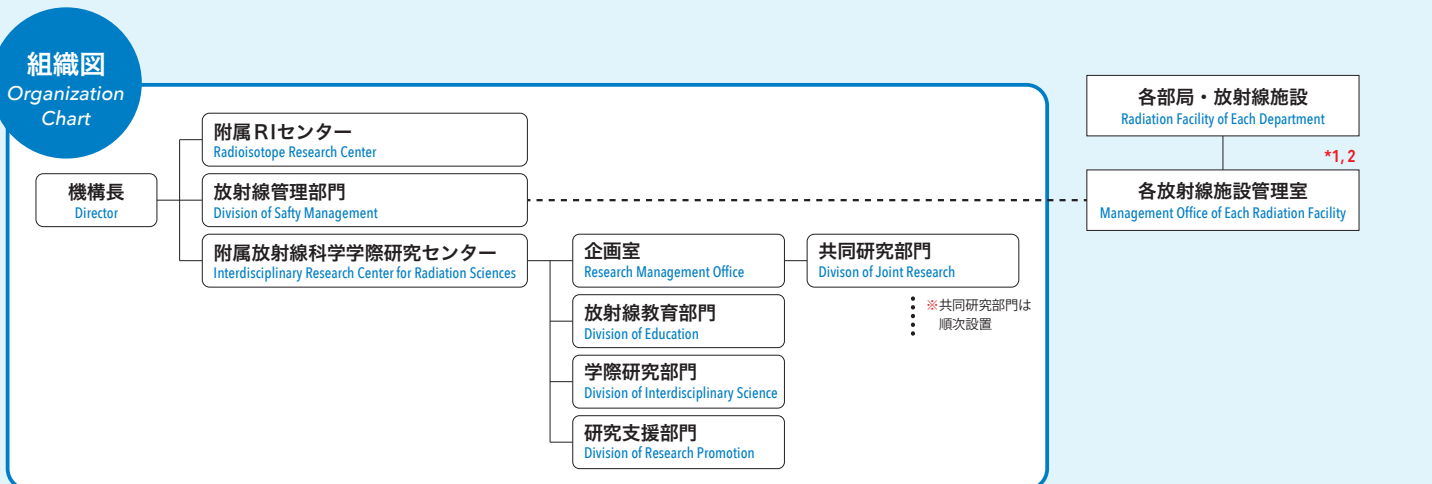 組織図
Organization
Chart
機構長
Director
附属RIセンター
Radioisotope Research Center
放射線管理部門
Division of Safty Management
附属放射線科学学際研究センター
Interdisciplinary Research Center for Radiation Sciences
企画室
Research Management Office
放射線教育部門
Division of Education
学際研究部門
Division of Interdisciplinary Science
研究支援部門
Division of Research Promotion
共同研究部門
Divison of Joint Research
※共同研究部門は
順次設置
各部局・放射線施設
Radiation Facility of Each Department
*1, 2
各放射線施設管理室
Management Office of Each Radiation Facility